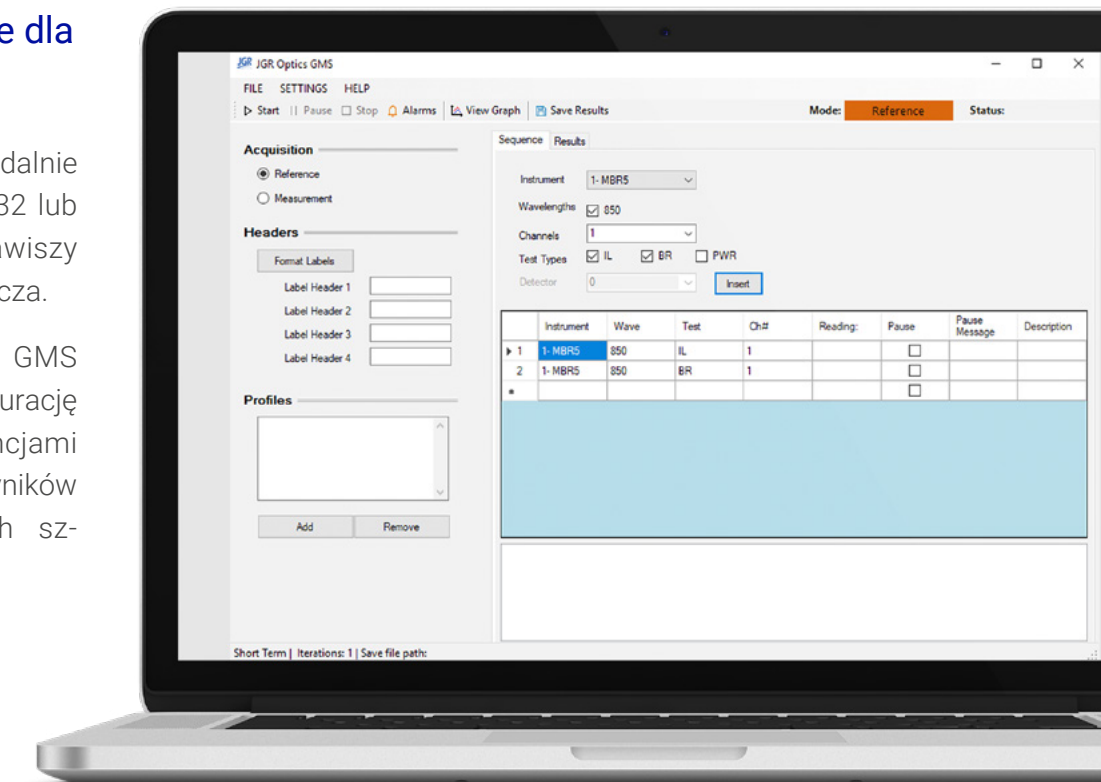 e dla
dalnie
32 lub
awiszy
cza.
GMS
urację
ncjami
ników
h sz-
JGR JGR Optics GMS
FILE SETTINGS HELP
Start Pause Stop Alarms View Graph Save Results Mode: Reference Status:
Acquisition
Reference
Measurement
Headers
Format Labels
Label Header 1
Label Header 2
Label Header 3
Label Header 4
Profiles
Add Remove
Sequence Results
Instrument 1- MBR5
Wavelengths 850
Channels 1
Test Types IL BR PWR
Detector 0 Insert
Instrument Wave Test Ch# Reading: Pause Pause Message Description
1 1- MBR5 850 IL 1
2 1- MBR5 850 BR 1
Short Term | Iterations: 1 | Save file path: